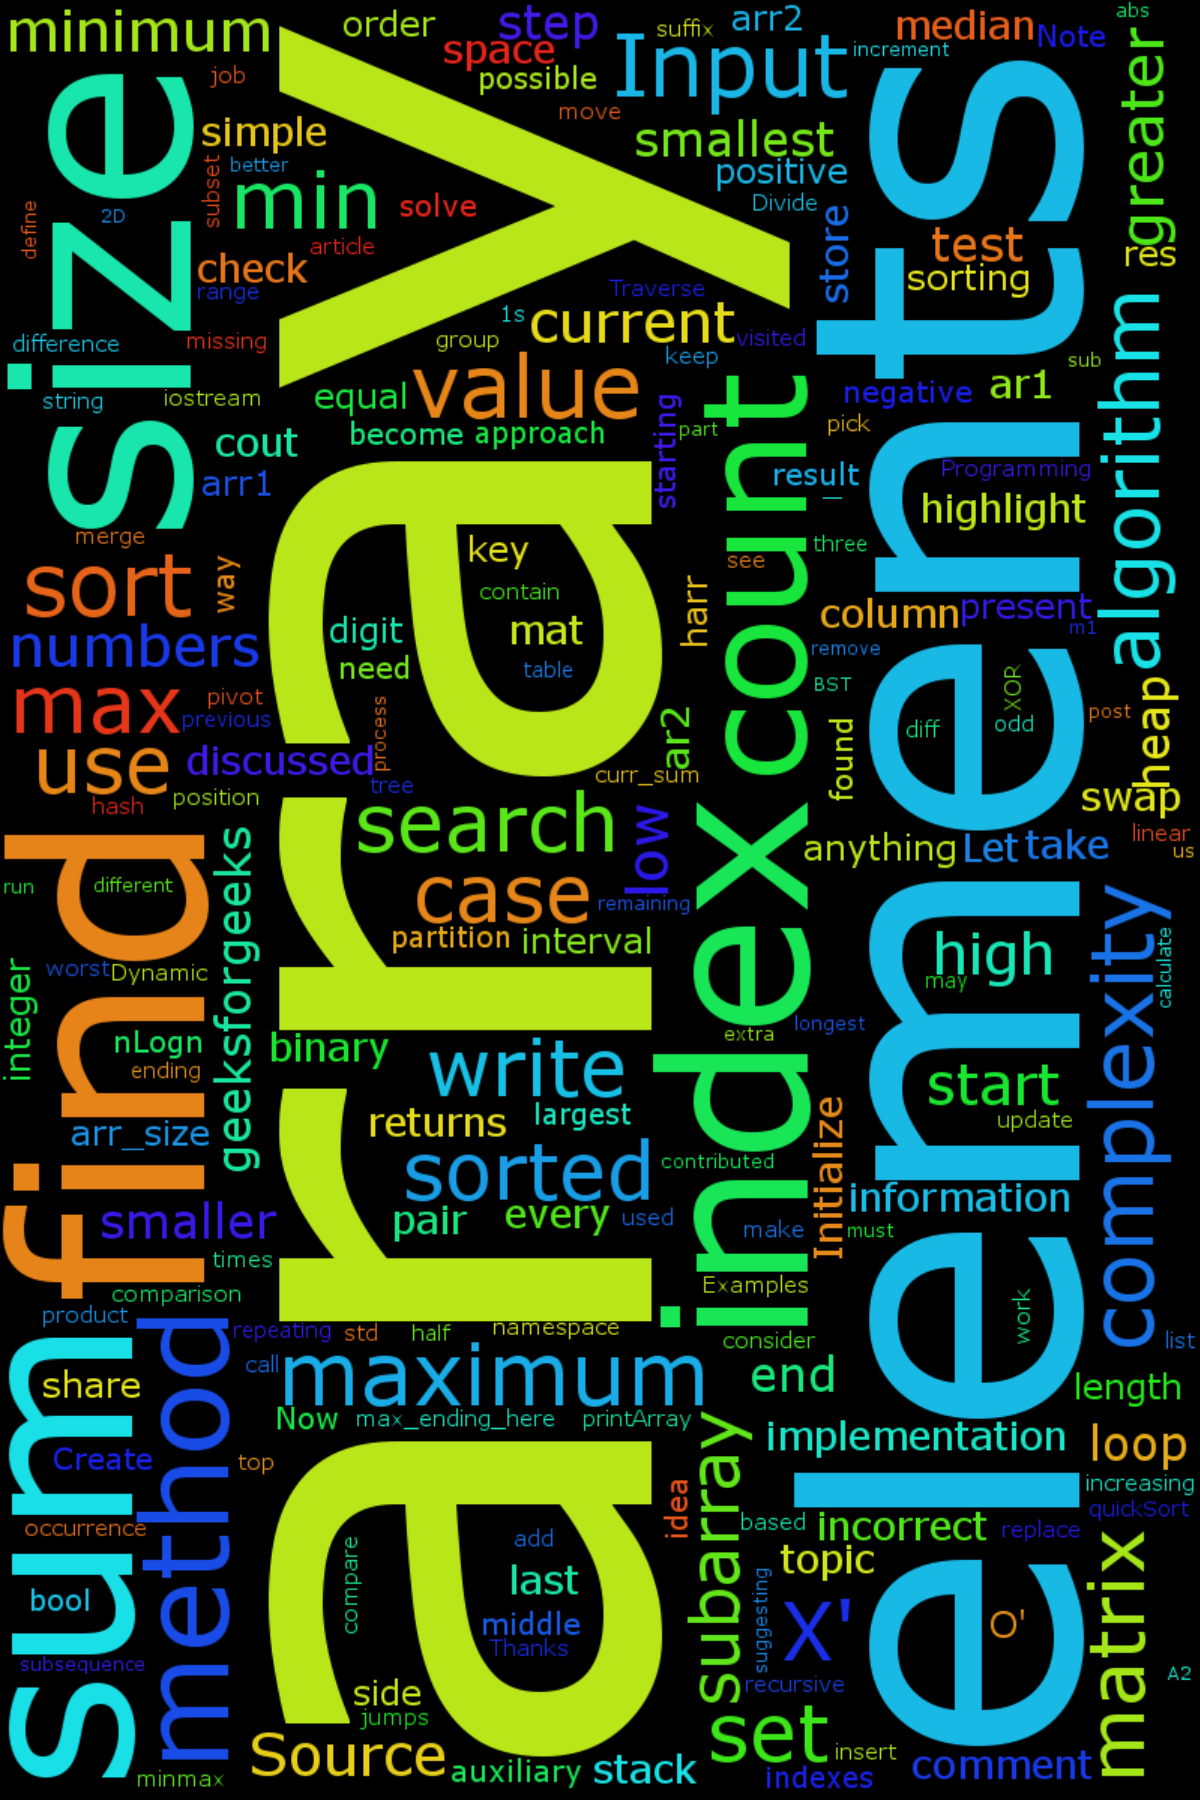 minimum
order
step
suffix
arr2
median
Note
abs
job
space
possible
Input
increment
greater
size
simple
move
smallest
better
min
solve
positive
Divide
subset
define
2D
article
store
test
sorting
res
check
range
Traverse
1s
current
visited
difference
missing
group
keep
sub
string
iostream
equal
value
negative
ar1
array
elements
algorithm
cout
become
approach
starting
part
pick
arr1
result_
Programming
highlight
merge
key
count
see
three
sort
way
contain
harr
column
present
m1
numbers
digit
mat
need
table
remove
BST
XOR
max
pivot
previous
process
ar2
found
diff
odd
post
heap
use
discussed
tree
curr_sum
hash
position
search
low
swap
find
anything
Let
take
linear
us
run
different
geeksforgeeks
case
remaining
index
partition
interval
high
may
complexity
calculate
worst
Dynamic
integer
nLogn
ending
binary
write
extra
longest
start
update
arr_size
returns
largest
Initialize
sorted
contributed
smaller
pair
every
used
make
must
information
times
comparison
Examples
product
repeating
std
half
namespace
consider
work
list
sum
method
call
maximum
end
share
length
Now
max_ending_here
printArray
implementation
loop
Create
top
subarray
increasing
quickSort
occurrence
idea
based
incorrect
replace
add
compare
last
topic
matrix
bool
middle
Thanks
suggesting
X'
O'
subsequence
recursive
A2
side
jumps
set
Source
insert
minmax
auxiliary
stack
indexes
comment